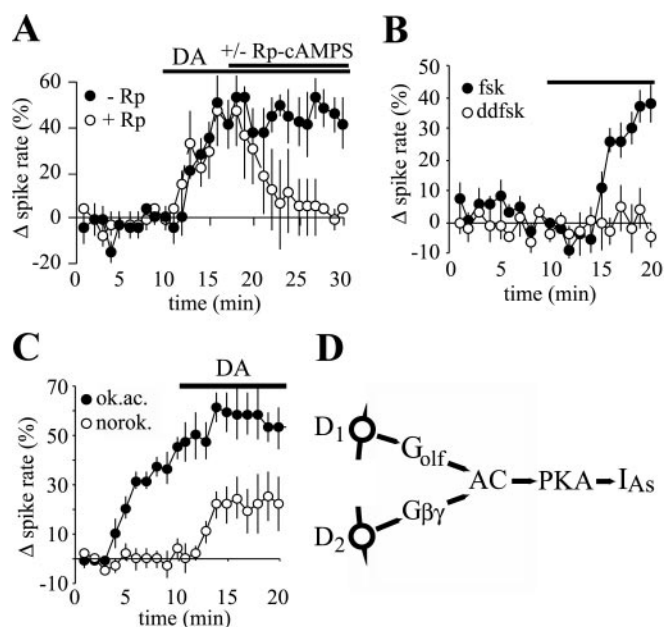 A
+/- Rp-cAMPS
DA
- Rp
+ Rp
Δ spike rate (%)
60
40
20
0
-20
0 5 10 15 20 25 30
time (min)
B
fsk
ddfsk
Δ spike rate (%)
50
40
30
20
10
0
-10
0 5 10 15 20
time (min)
C
DA
ok.ac.
norok.
Δ spike rate (%)
70
50
30
10
-10
0 5 10 15 20
time (min)
D
D1
Golf
AC PKA IAs
Gβγ
D2